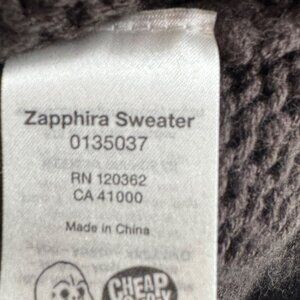 Zapphira Sweater
0135037
RN 120362
CA 41000
Made in China
CHEAP